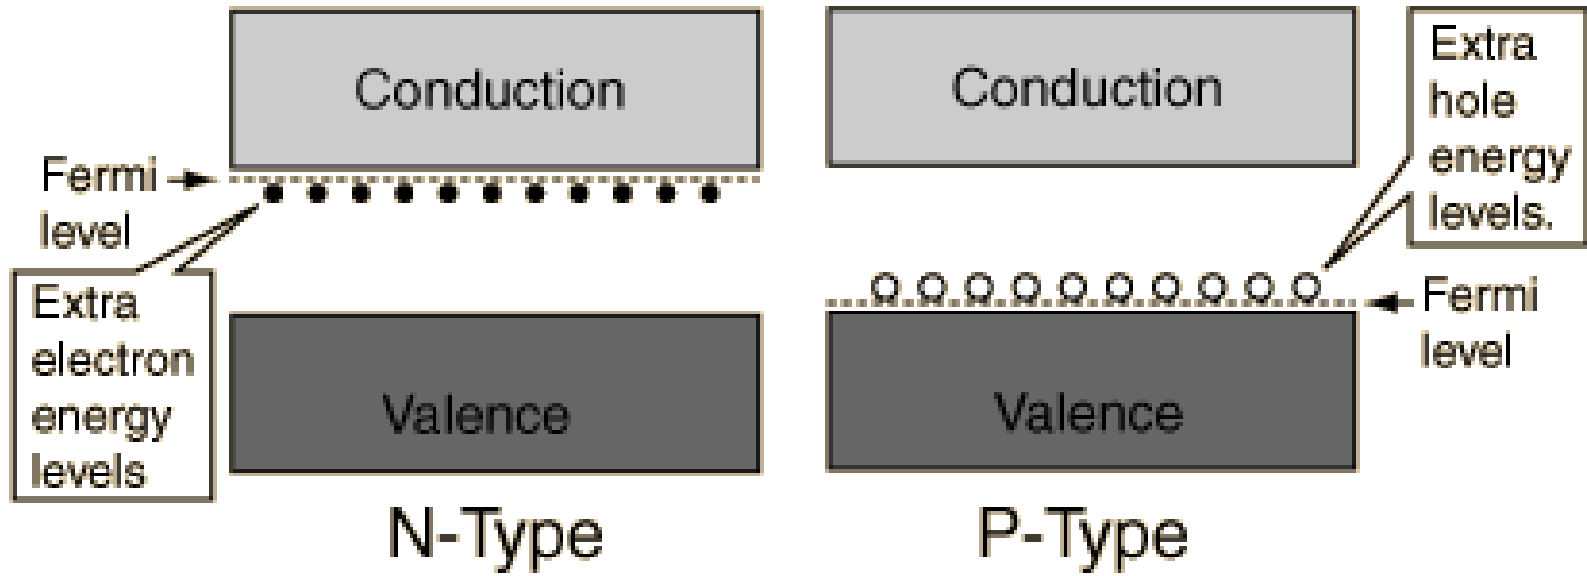 Conduction
Fermi
level
Extra
electron
energy
levels
Valence
N-Type
Conduction
Extra
hole
energy
levels.
Fermi
level
Valence
P-Type